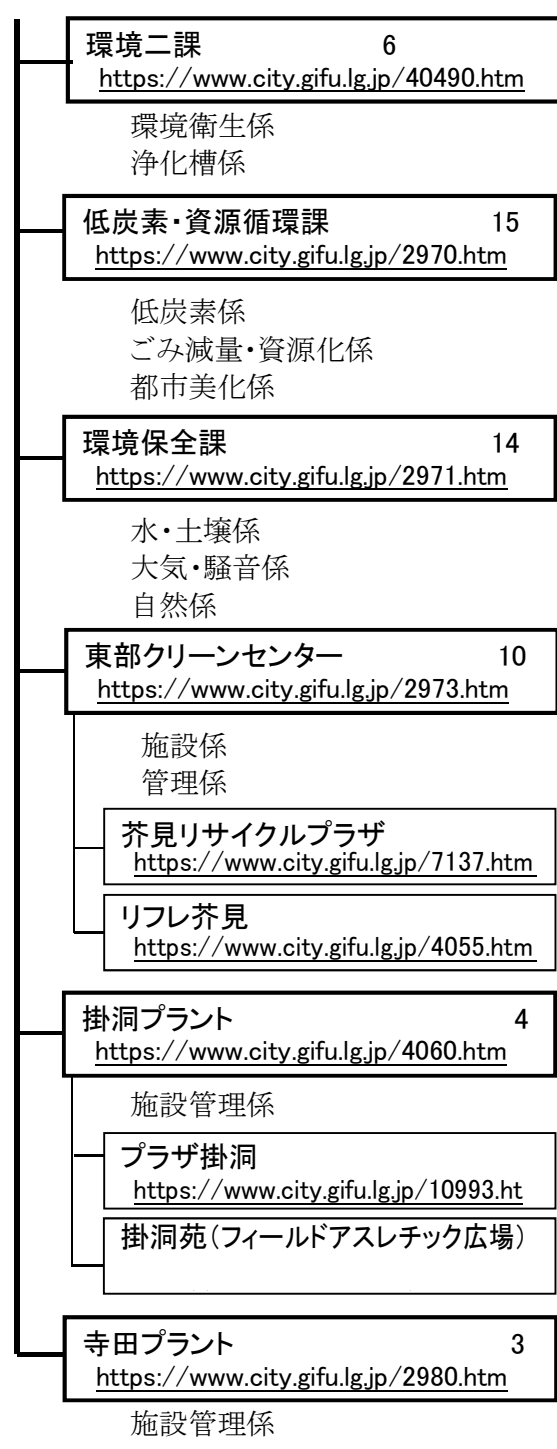 環境二課 6
https://www.city.gifu.lg.jp/40490.htm
環境衛生係
浄化槽係
低炭素・資源循環課 15
https://www.city.gifu.lg.jp/2970.htm
低炭素係
ごみ減量・資源化係
都市美化係
環境保全課 14
https://www.city.gifu.lg.jp/2971.htm
水・土壌係
大気・騒音係
自然係
東部クリーンセンター 10
https://www.city.gifu.lg.jp/2973.htm
施設係
管理係
芥見リサイクルプラザ
https://www.city.gifu.lg.jp/7137.htm
リフレ芥見
https://www.city.gifu.lg.jp/4055.htm
掛洞プラント 4
https://www.city.gifu.lg.jp/4060.htm
施設管理係
プラザ掛洞
https://www.city.gifu.lg.jp/10993.ht
掛洞苑（フィールドアスレチック広場）
寺田プラント 3
https://www.city.gifu.lg.jp/2980.htm
施設管理係